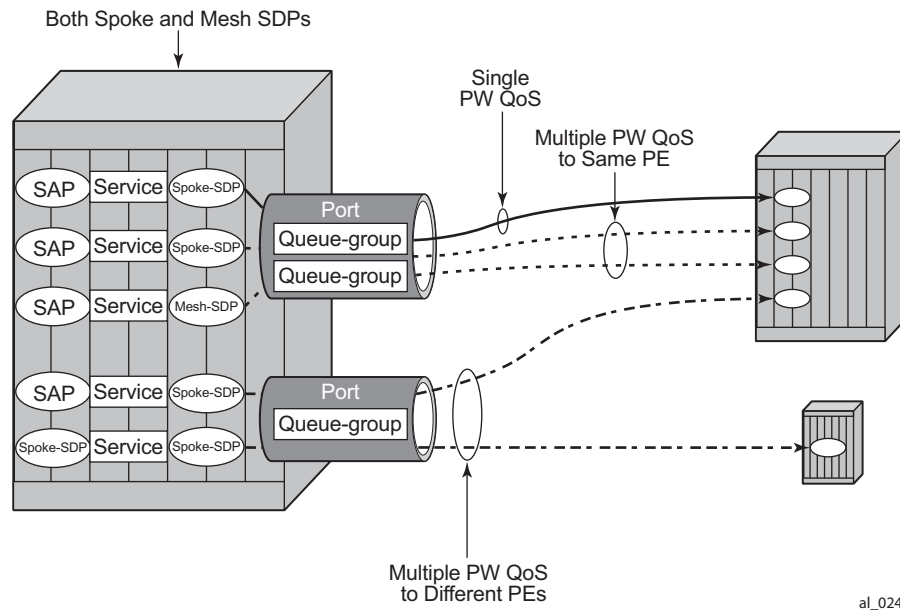 Both Spoke and Mesh SDPs
Single
PW QoS
Multiple PW QoS
to Same PE
SAP Service Spoke-SDP
Port
Queue-group
SAP Service Spoke-SDP
Queue-group
SAP Service Mesh-SDP
SAP Service Spoke-SDP
Port
Queue-group
Spoke-SDP Service Spoke-SDP
Multiple PW QoS
to Different PEs
al_024